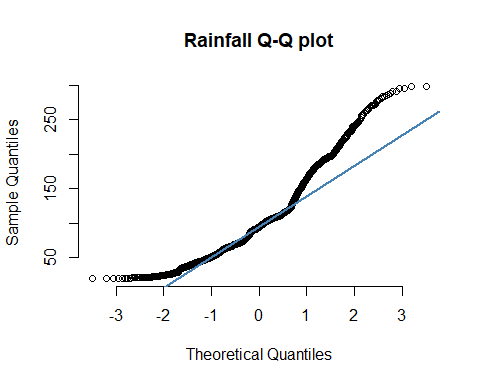 Rainfall Q-Q plot
Sample Quantiles
250
150
50
-3 -2 -1 0 1 2 3
Theoretical Quantiles